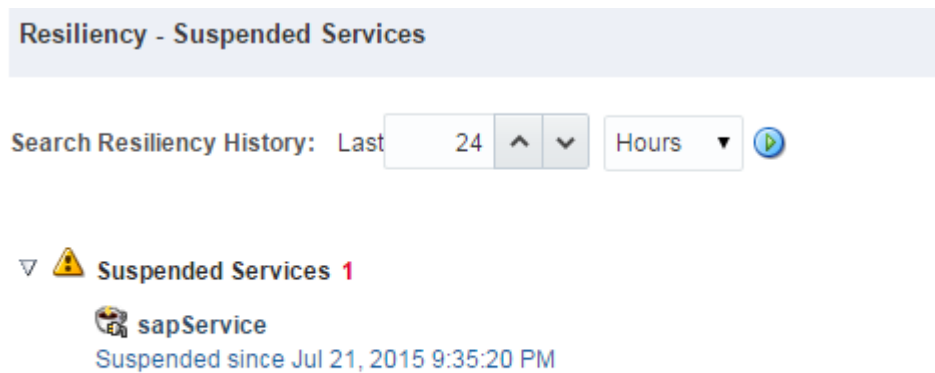 Resiliency - Suspended Services
Search Resiliency History: Last 24 Hours
Suspended Services 1
sapService
Suspended since Jul 21, 2015 9:35:20 PM